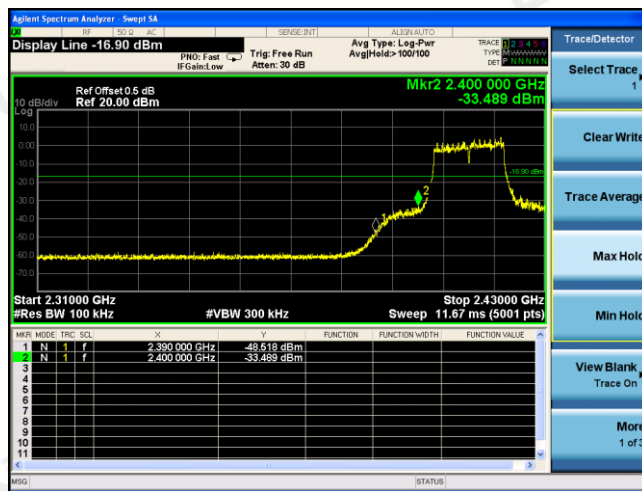 Agilent Spectrum Analyzer - Swept SA
RF 50 Ω AC SENSE:INT ALIGN AUTO
Display Line -16.90 dBm
PNO: Fast
IFGain:Low
Trig: Free Run
Atten: 30 dB
Avg Type: Log-Pwr
Avg|Hold:> 100/100
TRACE 1 2 3 4 5 6
TYPE M
DET P N N N N N
Ref Offset 0.5 dB
Ref 20.00 dBm
10 dB/div
Log
Mkr2 2.400 000 GHz
-33.489 dBm
10.0
0.00
-10.0
-20.0
-30.0
-40.0
-50.0
-60.0
-70.0
-16.90 dBm
1
2
Start 2.31000 GHz
Stop 2.43000 GHz
#Res BW 100 kHz
#VBW 300 kHz
Sweep 11.67 ms (5001 pts)
MKR MODE TRC SCL X Y FUNCTION FUNCTION WIDTH FUNCTION VALUE
1 N 1 f 2.390 000 GHz -48.518 dBm
2 N 1 f 2.400 000 GHz -33.489 dBm
3
4
5
6
7
8
9
10
11
MSG
STATUS
Trace/Detector
Select Trace
1
Clear Write
Trace Average
Max Hold
Min Hold
View Blank
Trace On
More
1 of 3